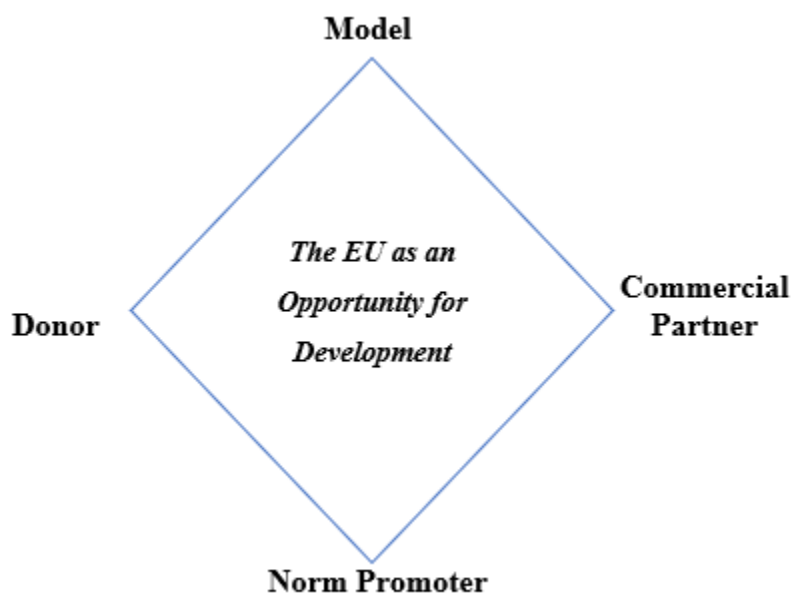 Model
The EU as an
Opportunity for
Development
Donor
Commercial
Partner
Norm Promoter